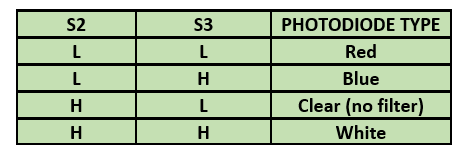 S2 S3 PHOTODIODE TYPE
L L Red
L H Blue
H L Clear (no filter)
H H White